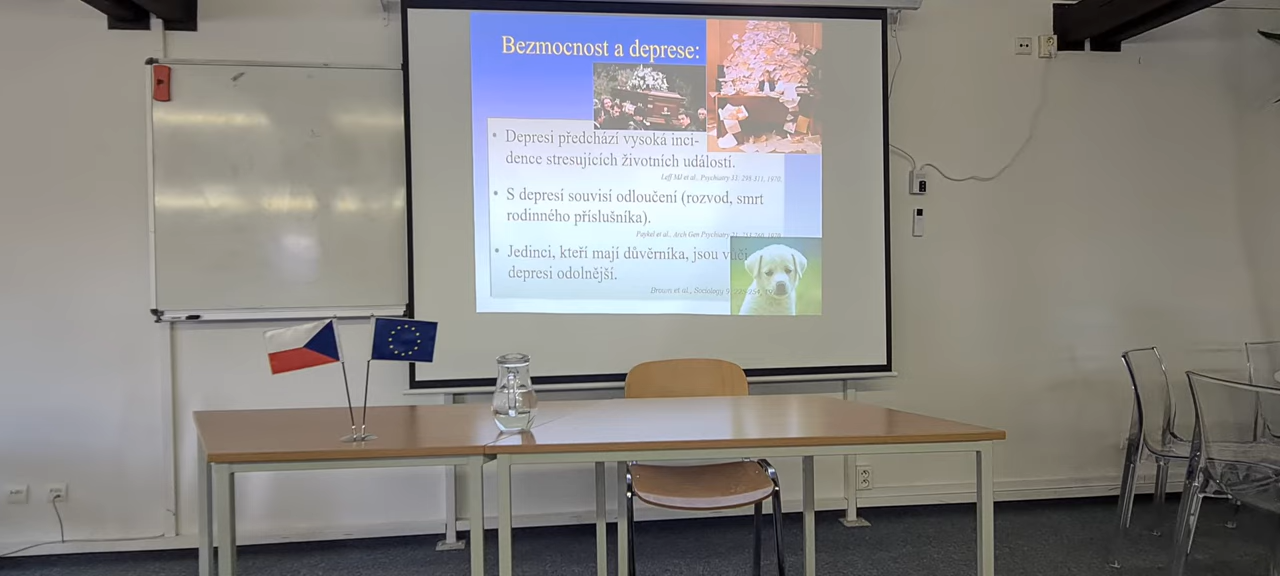 Bezmocnost a deprese:
• Depresi předchází vysoká inci-
dence stresujících životních událostí.
Leff MJ et al., Psychiatry 33: 298 311, 1970.
• S depresí souvisí odloučení (rozvod, smrt
rodinného příslušníka).
Paykel et al., Arch Gen Psychiatry
• Jedinci, kteří mají důvěrníka, jsou vůči
depresi odolnější.
Brown et al., Sociology 9: